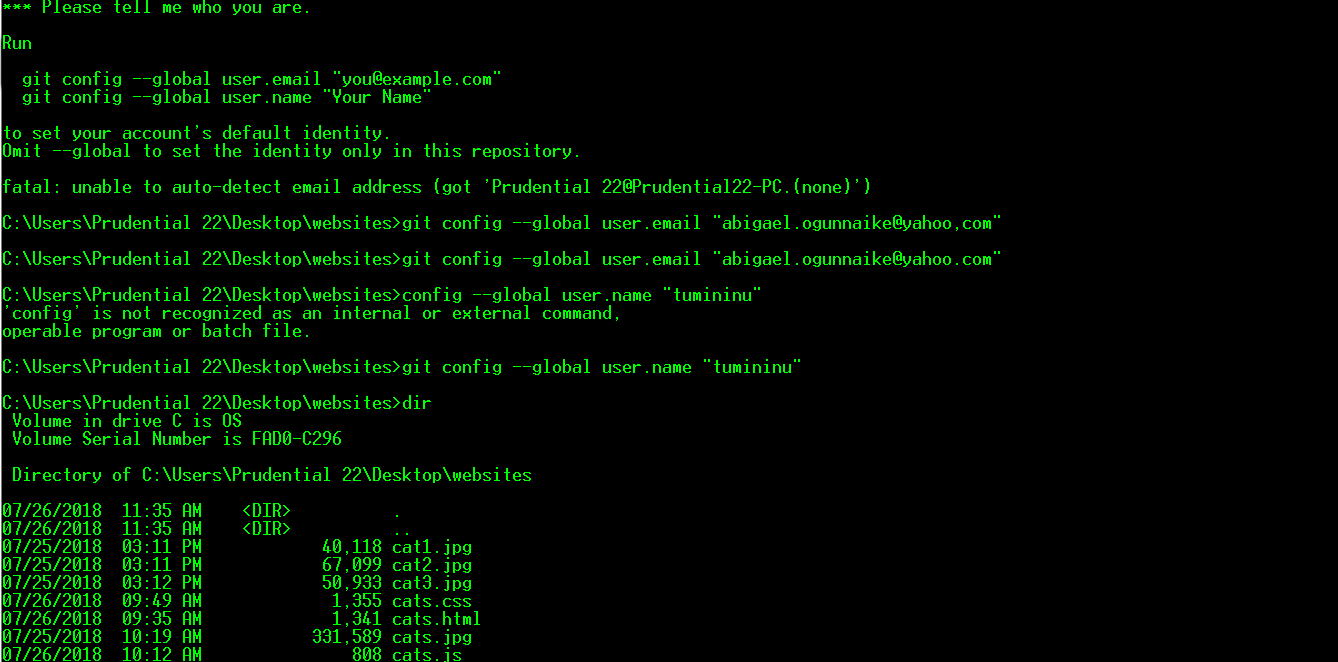 *** Please tell me who you are.
Run
git config --global user.email "you@example.com"
git config --global user.name "Your Name"
to set your account's default identity.
Omit --global to set the identity only in this repository.
fatal: unable to auto-detect email address (got 'Prudential 22@Prudential22-PC.(none)')
C:\Users\Prudential 22\Desktop\websites>git config --global user.email "abigael.ogunnaike@yahoo,com"
C:\Users\Prudential 22\Desktop\websites>git config --global user.email "abigael.ogunnaike@yahoo.com"
C:\Users\Prudential 22\Desktop\websites>config --global user.name "tumininu"
'config' is not recognized as an internal or external command,
operable program or batch file.
C:\Users\Prudential 22\Desktop\websites>git config --global user.name "tumininu"
C:\Users\Prudential 22\Desktop\websites>dir
Volume in drive C is OS
Volume Serial Number is FAD0-C296
Directory of C:\Users\Prudential 22\Desktop\websites
07/26/2018  11:35 AM    <DIR>          .
07/26/2018  11:35 AM    <DIR>          ..
07/25/2018  03:11 PM            40,118 cat1.jpg
07/25/2018  03:11 PM            67,099 cat2.jpg
07/25/2018  03:12 PM            50,933 cat3.jpg
07/26/2018  09:49 AM             1,355 cats.css
07/26/2018  09:35 AM             1,341 cats.html
07/25/2018  10:19 AM           331,589 cats.jpg
07/26/2018  10:12 AM               808 cats.js